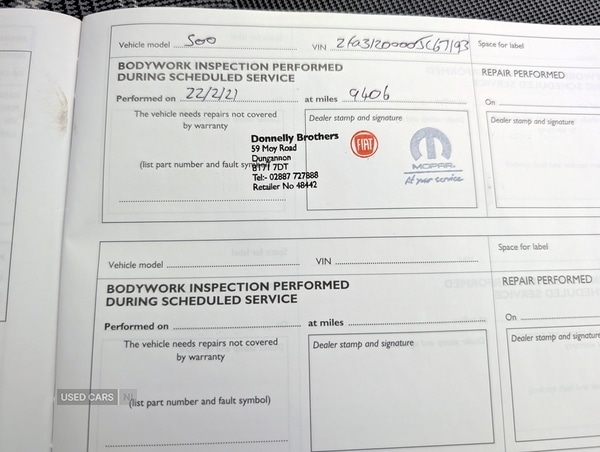 Vehicle model 500 VIN Space for label
BODYWORK INSPECTION PERFORMED
DURING SCHEDULED SERVICE
REPAIR PERFORMED
Performed on 22/2/21 at miles 9406
On
The vehicle needs repairs not covered
by warranty
Dealer stamp and signature
Dealer stamp and signature
(list part number and fault symbol)
Donnelly Brothers
59 Moy Road
Dungannon
BT71 7DT
Tel:- 02887 727888
Retailer No 48442
FIAT
MOPAR
At your service
Vehicle model VIN Space for label
BODYWORK INSPECTION PERFORMED
DURING SCHEDULED SERVICE
REPAIR PERFORMED
Performed on at miles
On
The vehicle needs repairs not covered
by warranty
Dealer stamp and signature
Dealer stamp and signature
(list part number and fault symbol)
USED CARS NI